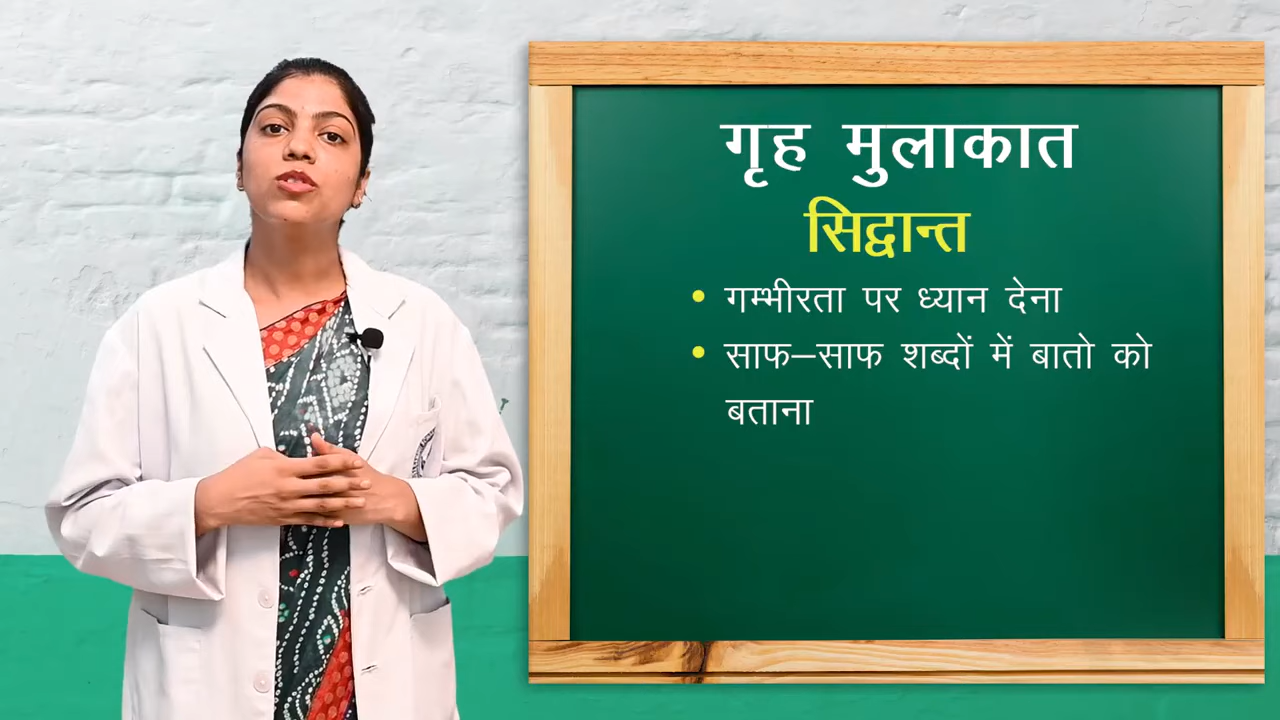 गृह मुलाकात
सिद्वान्त
• गम्भीरता पर ध्यान देना
• साफ–साफ शब्दों में बातो को
बताना